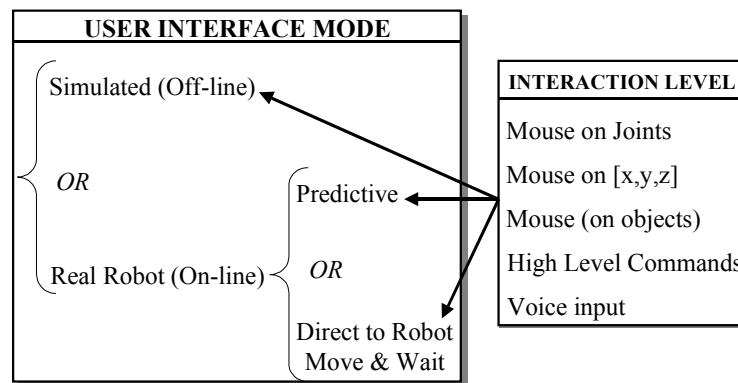 USER INTERFACE MODE
Simulated (Off-line)
OR
Real Robot (On-line)
Predictive
OR
Direct to Robot
Move & Wait
INTERACTION LEVEL
Mouse on Joints
Mouse on [x,y,z]
Mouse (on objects)
High Level Commands
Voice input